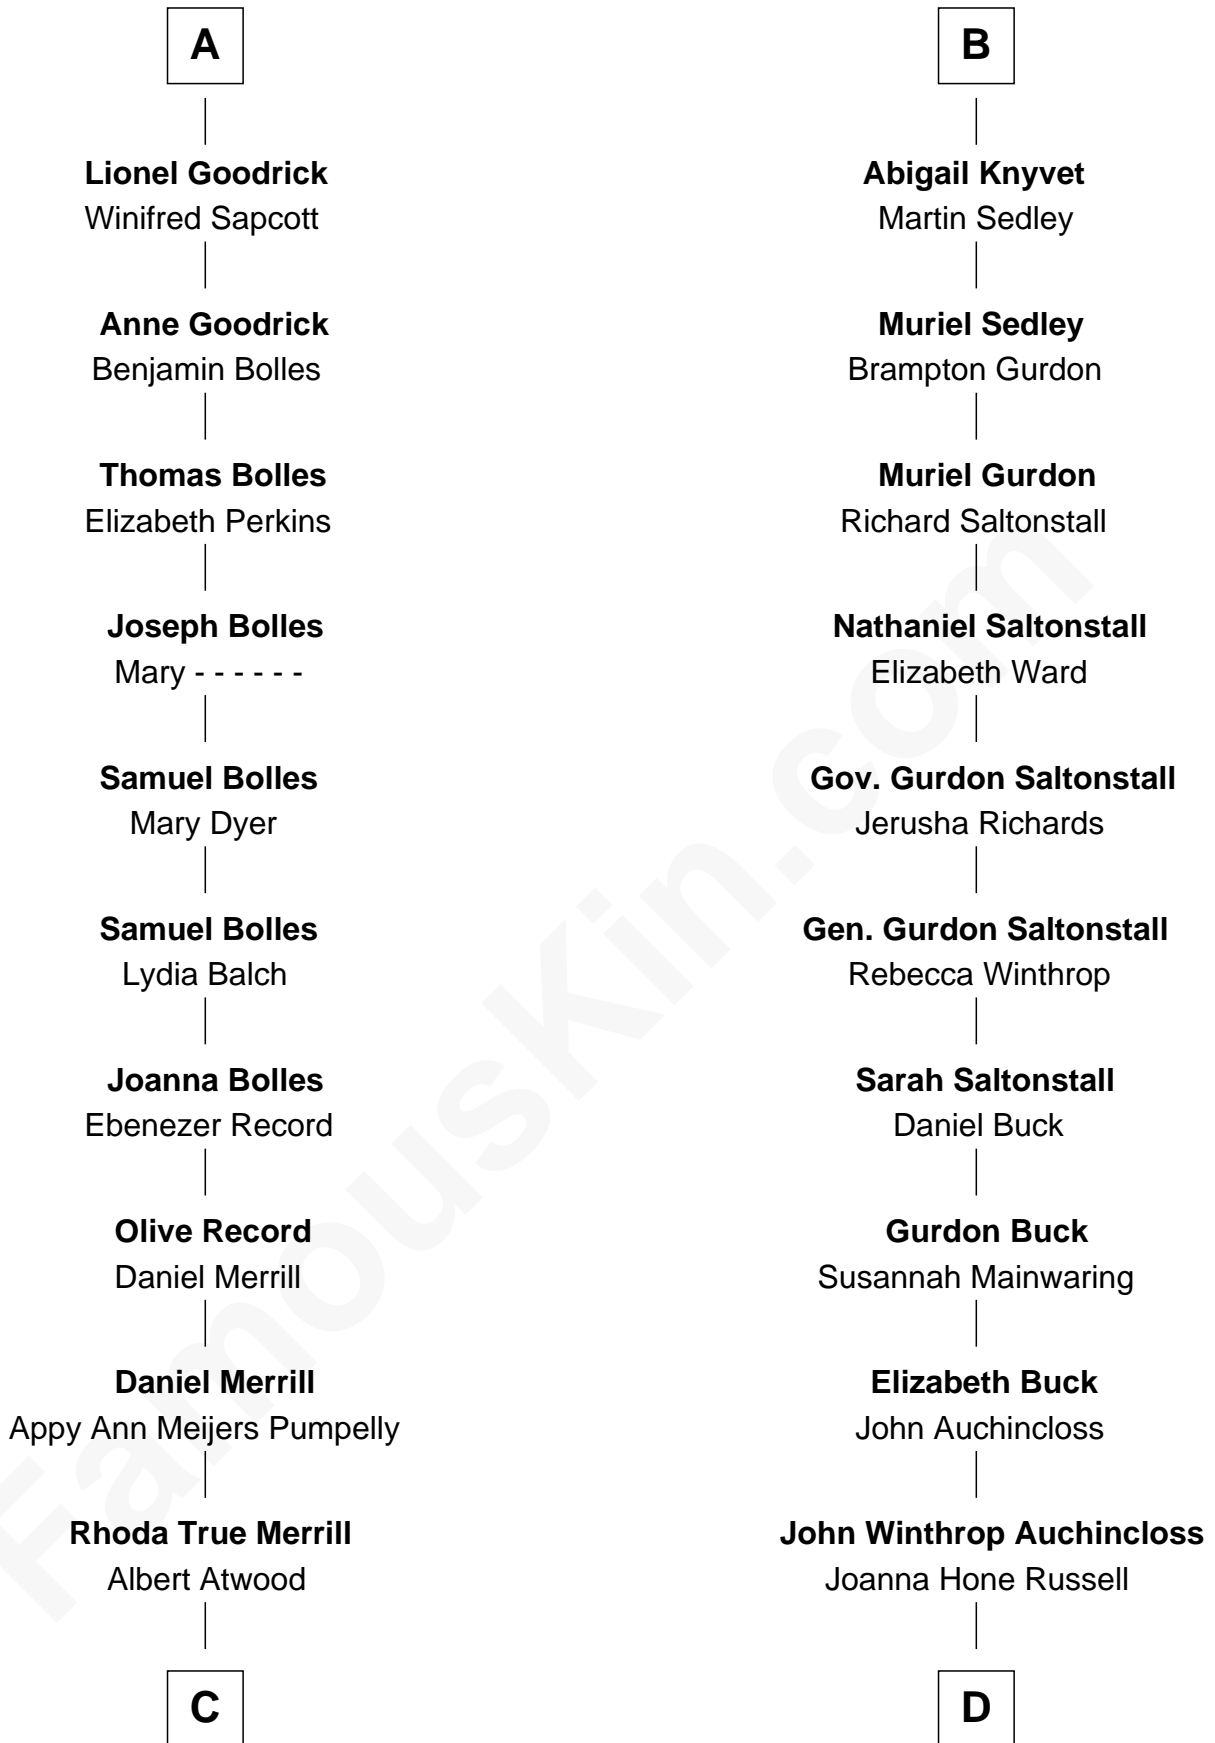 A
Lionel Goodrick
Winifred Sapcott
Anne Goodrick
Benjamin Bolles
Thomas Bolles
Elizabeth Perkins
Joseph Bolles
Mary - - - - - -
Samuel Bolles
Mary Dyer
Samuel Bolles
Lydia Balch
Joanna Bolles
Ebenezer Record
Olive Record
Daniel Merrill
Daniel Merrill
Appy Ann Meijers Pumpelly
Rhoda True Merrill
Albert Atwood
C
B
Abigail Knyvet
Martin Sedley
Muriel Sedley
Brampton Gurdon
Muriel Gurdon
Richard Saltonstall
Nathaniel Saltonstall
Elizabeth Ward
Gov. Gurdon Saltonstall
Jerusha Richards
Gen. Gurdon Saltonstall
Rebecca Winthrop
Sarah Saltonstall
Daniel Buck
Gurdon Buck
Susannah Mainwaring
Elizabeth Buck
John Auchincloss
John Winthrop Auchincloss
Joanna Hone Russell
D
FamousKin.com